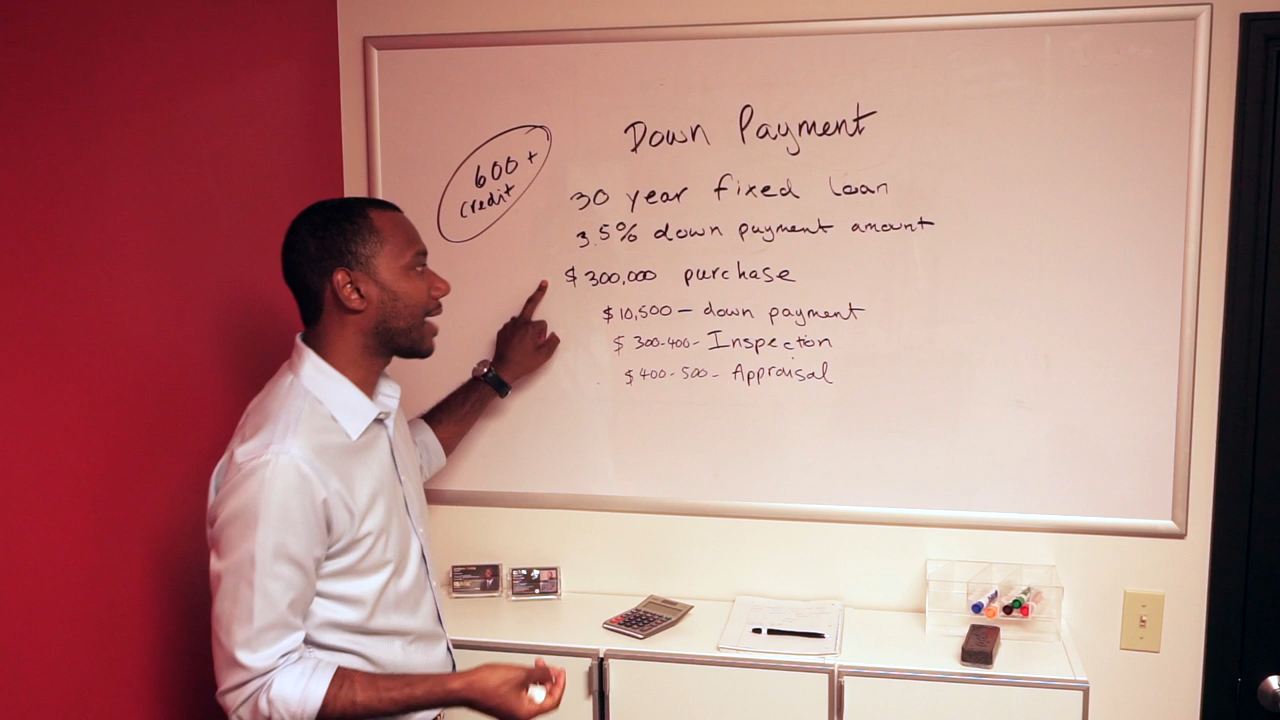 Down Payment
600+
credit
30 year fixed loan
3.5% down payment amount
$300,000 purchase
$10,500 - down payment
$300-400- Inspection
$400-500- Appraisal